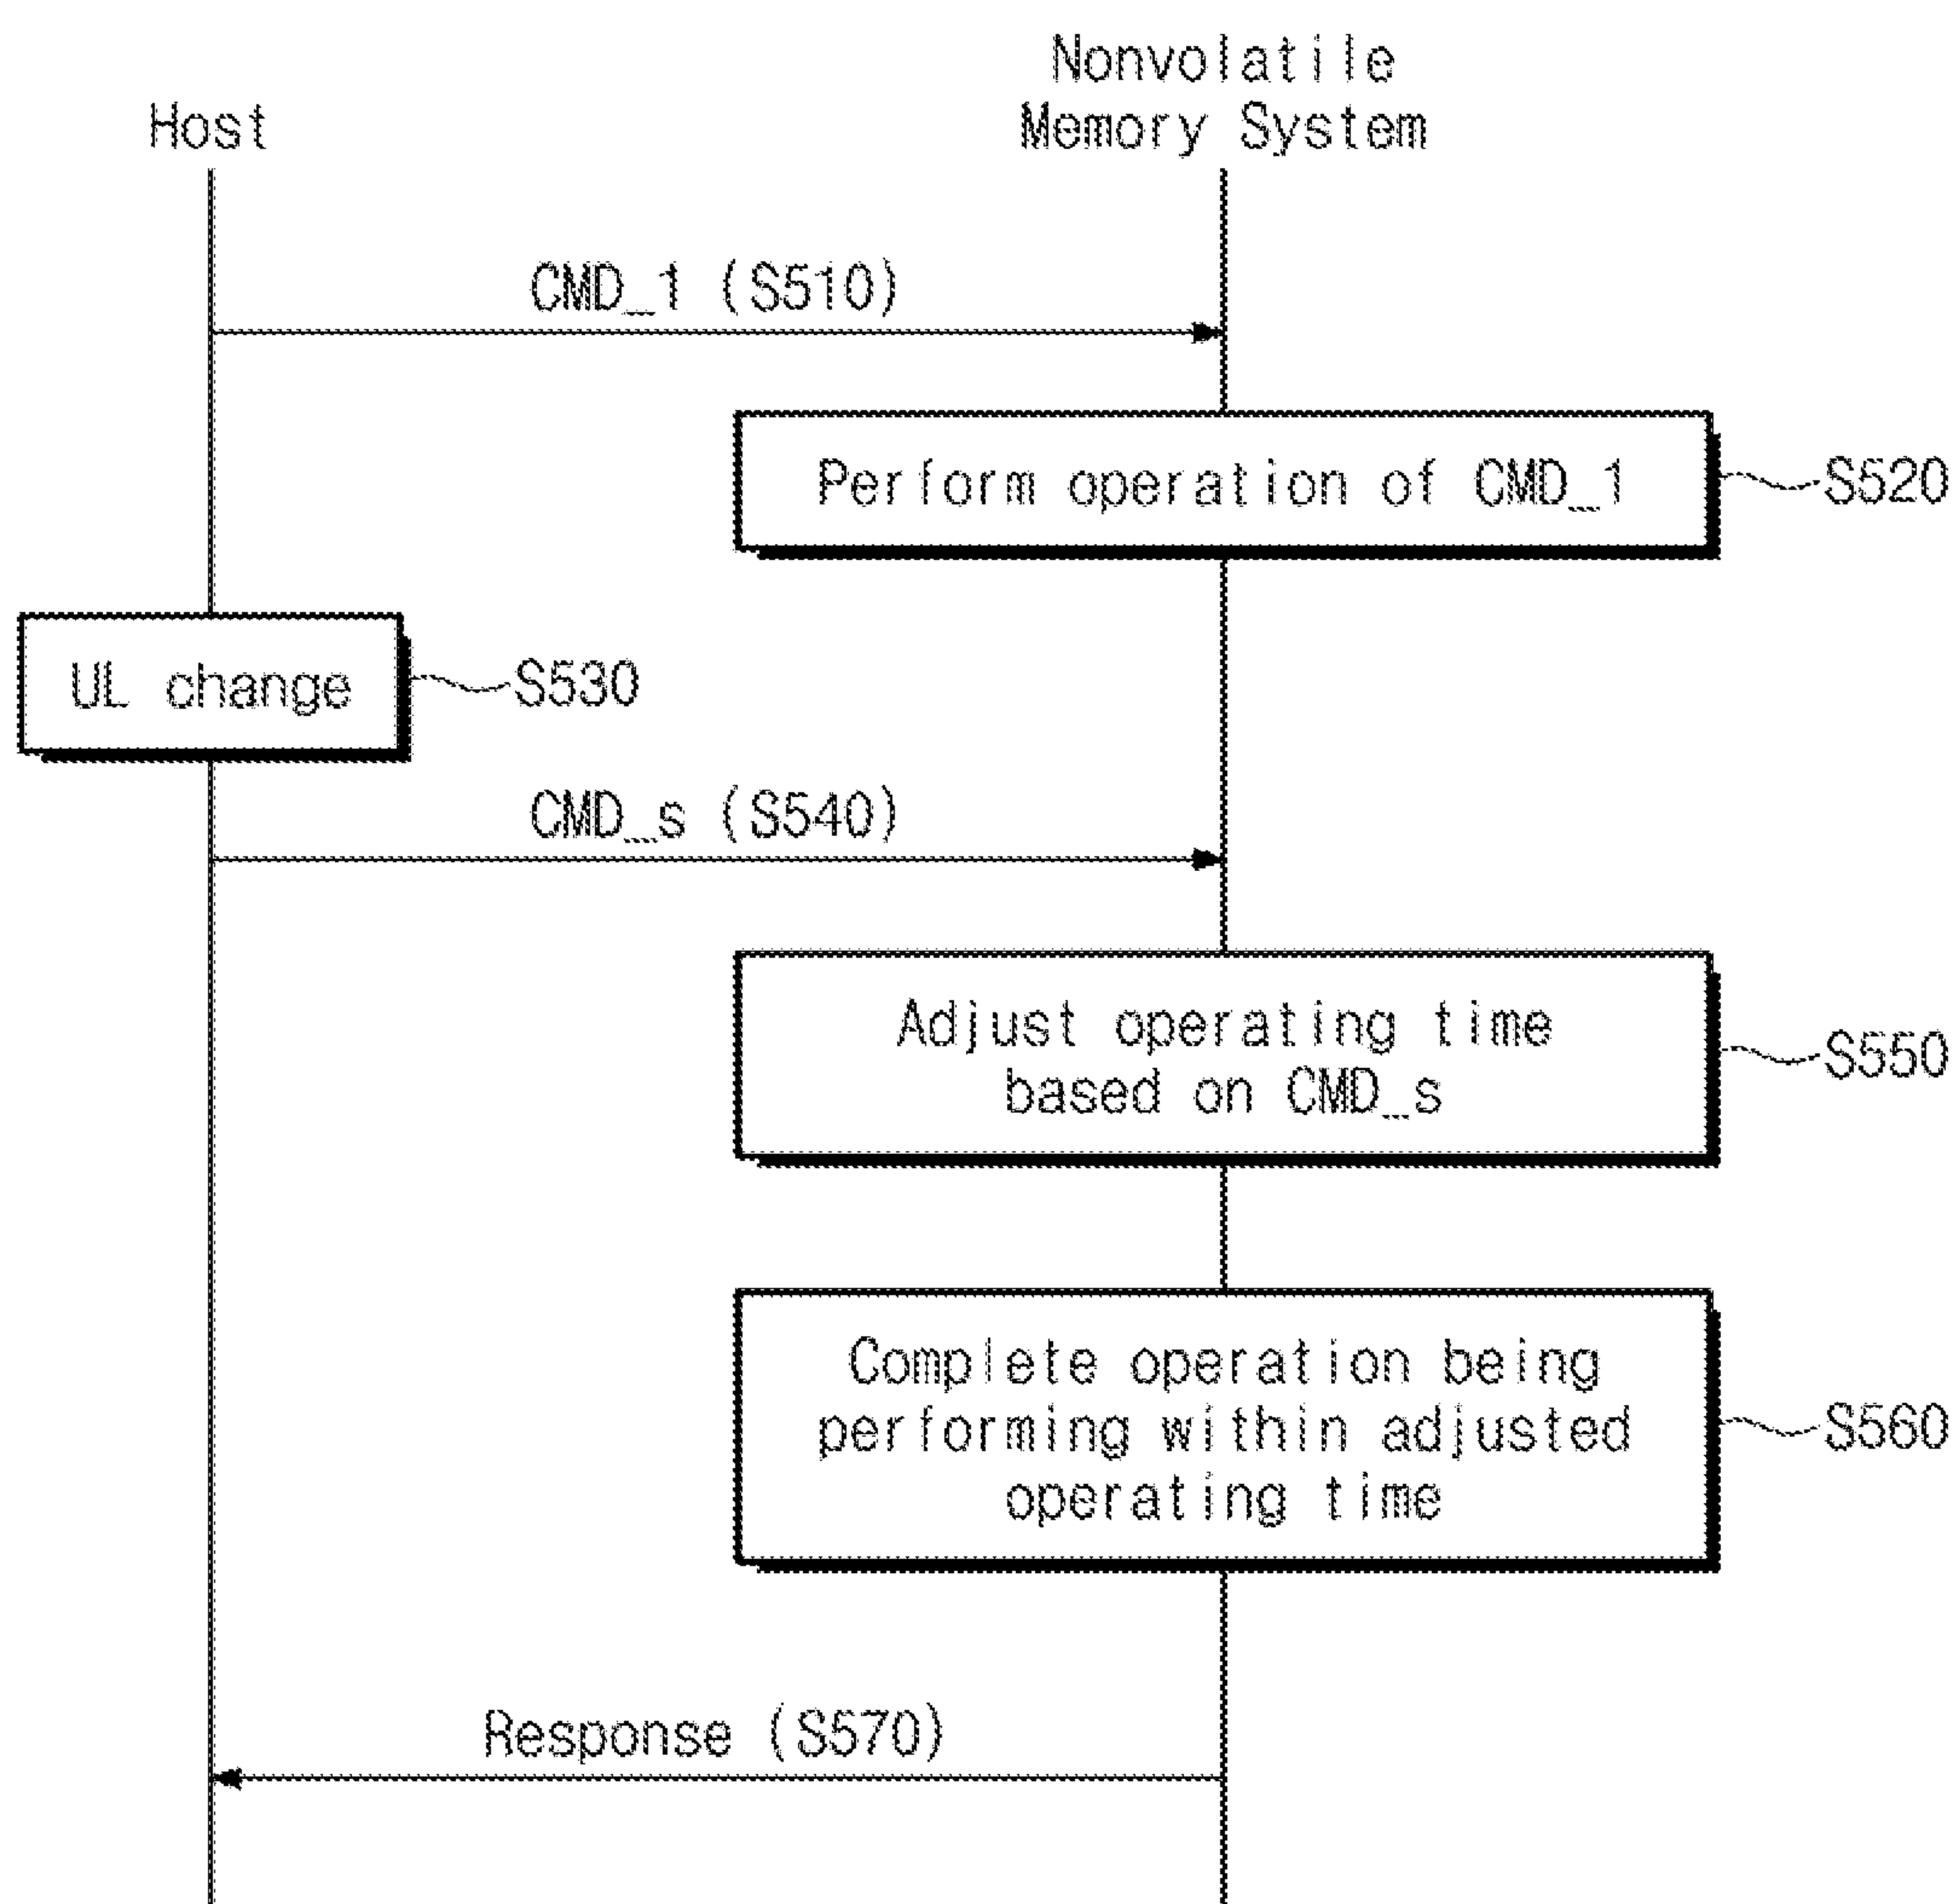 Host
Nonvolatile
Memory System
CMD_1 (S510)
Perform operation of CMD_1
S520
UL change
S530
CMD_s (S540)
Adjust operating time
based on CMD_s
S550
Complete operation being
performing within adjusted
operating time
S560
Response (S570)